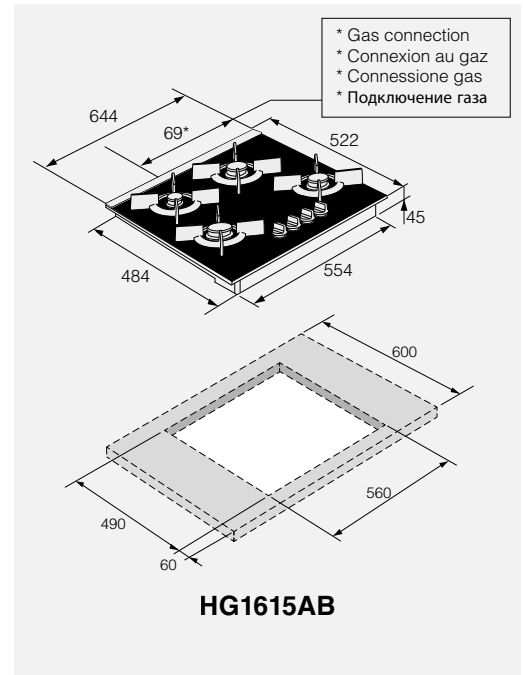 * Gas connection
* Connexion au gaz
* Connessione gas
* Подключение газа
644
69*
522
45
484
554
600
560
490
60
HG1615AB